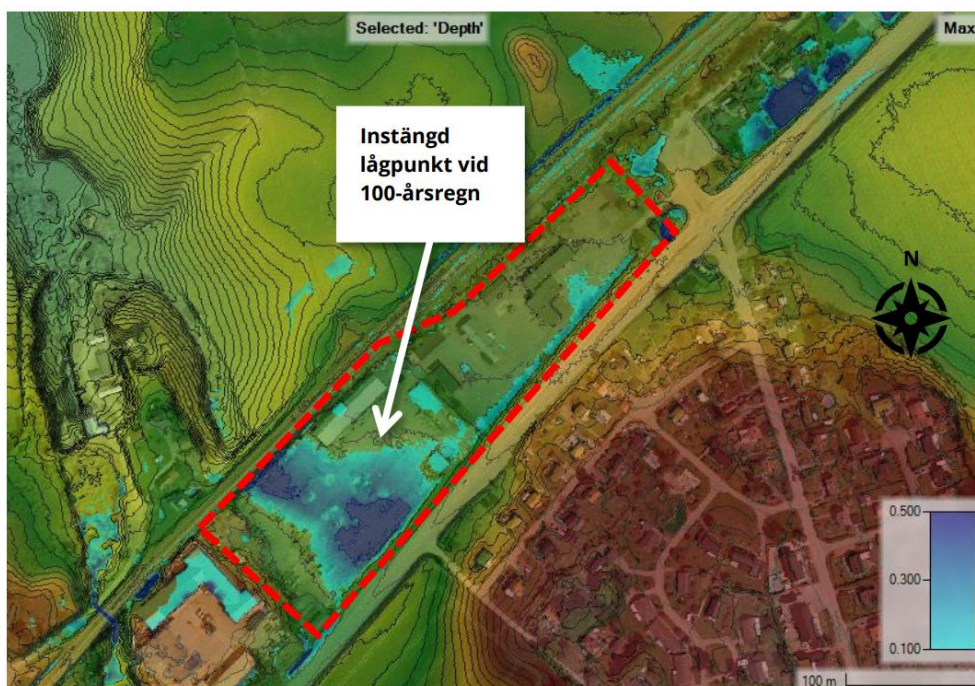 Selected: 'Depth'
Max
Instängd
lågpunkt vid
100-årsregn
N
0.500
0.300
0.100
100 m